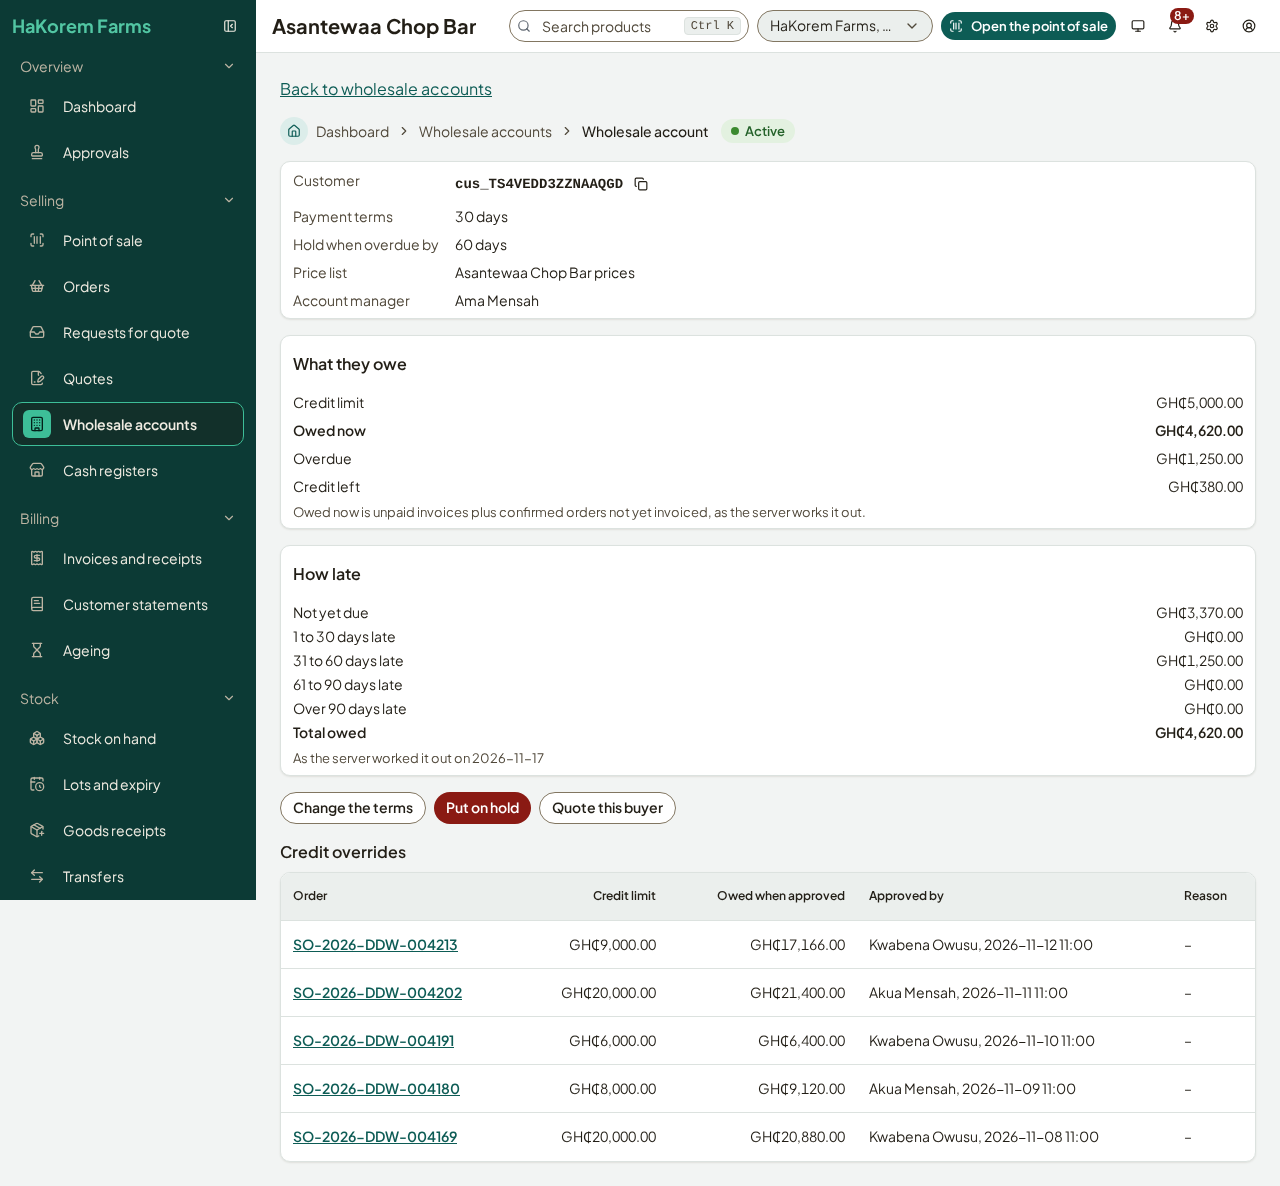 HaKorem Farms
Asantewaa Chop Bar
Search products
Ctrl K
HaKorem Farms, ...
Open the point of sale
8+
Overview
Dashboard
Approvals
Selling
Point of sale
Orders
Requests for quote
Quotes
Wholesale accounts
Cash registers
Billing
Invoices and receipts
Customer statements
Ageing
Stock
Stock on hand
Lots and expiry
Goods receipts
Transfers
Back to wholesale accounts
Dashboard > Wholesale accounts > Wholesale account Active
Customer cus_TS4VEDD3ZZNAAQGD
Payment terms 30 days
Hold when overdue by 60 days
Price list Asantewaa Chop Bar prices
Account manager Ama Mensah
What they owe
Credit limit GH₵5,000.00
Owed now GH₵4,620.00
Overdue GH₵1,250.00
Credit left GH₵380.00
Owed now is unpaid invoices plus confirmed orders not yet invoiced, as the server works it out.
How late
Not yet due GH₵3,370.00
1 to 30 days late GH₵0.00
31 to 60 days late GH₵1,250.00
61 to 90 days late GH₵0.00
Over 90 days late GH₵0.00
Total owed GH₵4,620.00
As the server worked it out on 2026-11-17
Change the terms Put on hold Quote this buyer
Credit overrides
Order Credit limit Owed when approved Approved by Reason
SO-2026-DDW-004213 GH₵9,000.00 GH₵17,166.00 Kwabena Owusu, 2026-11-12 11:00 –
SO-2026-DDW-004202 GH₵20,000.00 GH₵21,400.00 Akua Mensah, 2026-11-11 11:00 –
SO-2026-DDW-004191 GH₵6,000.00 GH₵6,400.00 Kwabena Owusu, 2026-11-10 11:00 –
SO-2026-DDW-004180 GH₵8,000.00 GH₵9,120.00 Akua Mensah, 2026-11-09 11:00 –
SO-2026-DDW-004169 GH₵20,000.00 GH₵20,880.00 Kwabena Owusu, 2026-11-08 11:00 –